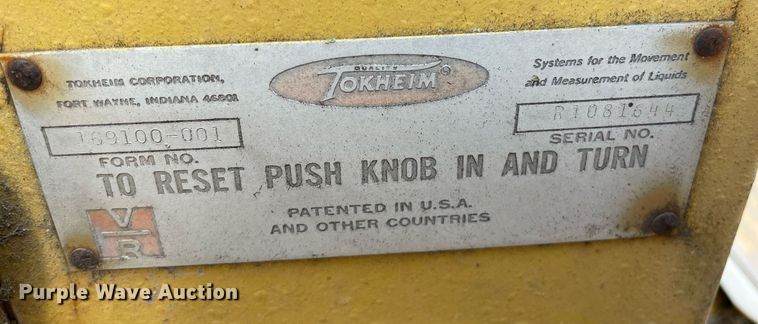 QUALITY
TOKHEIM
TOKHEIM CORPORATION,
FORT WAYNE, INDIANA 46801
Systems for the Movement
and Measurement of Liquids
169100-001
FORM NO.
R1081644
SERIAL NO.
TO RESET PUSH KNOB IN AND TURN
V
R
PATENTED IN U.S.A.
AND OTHER COUNTRIES
Purple Wave Auction